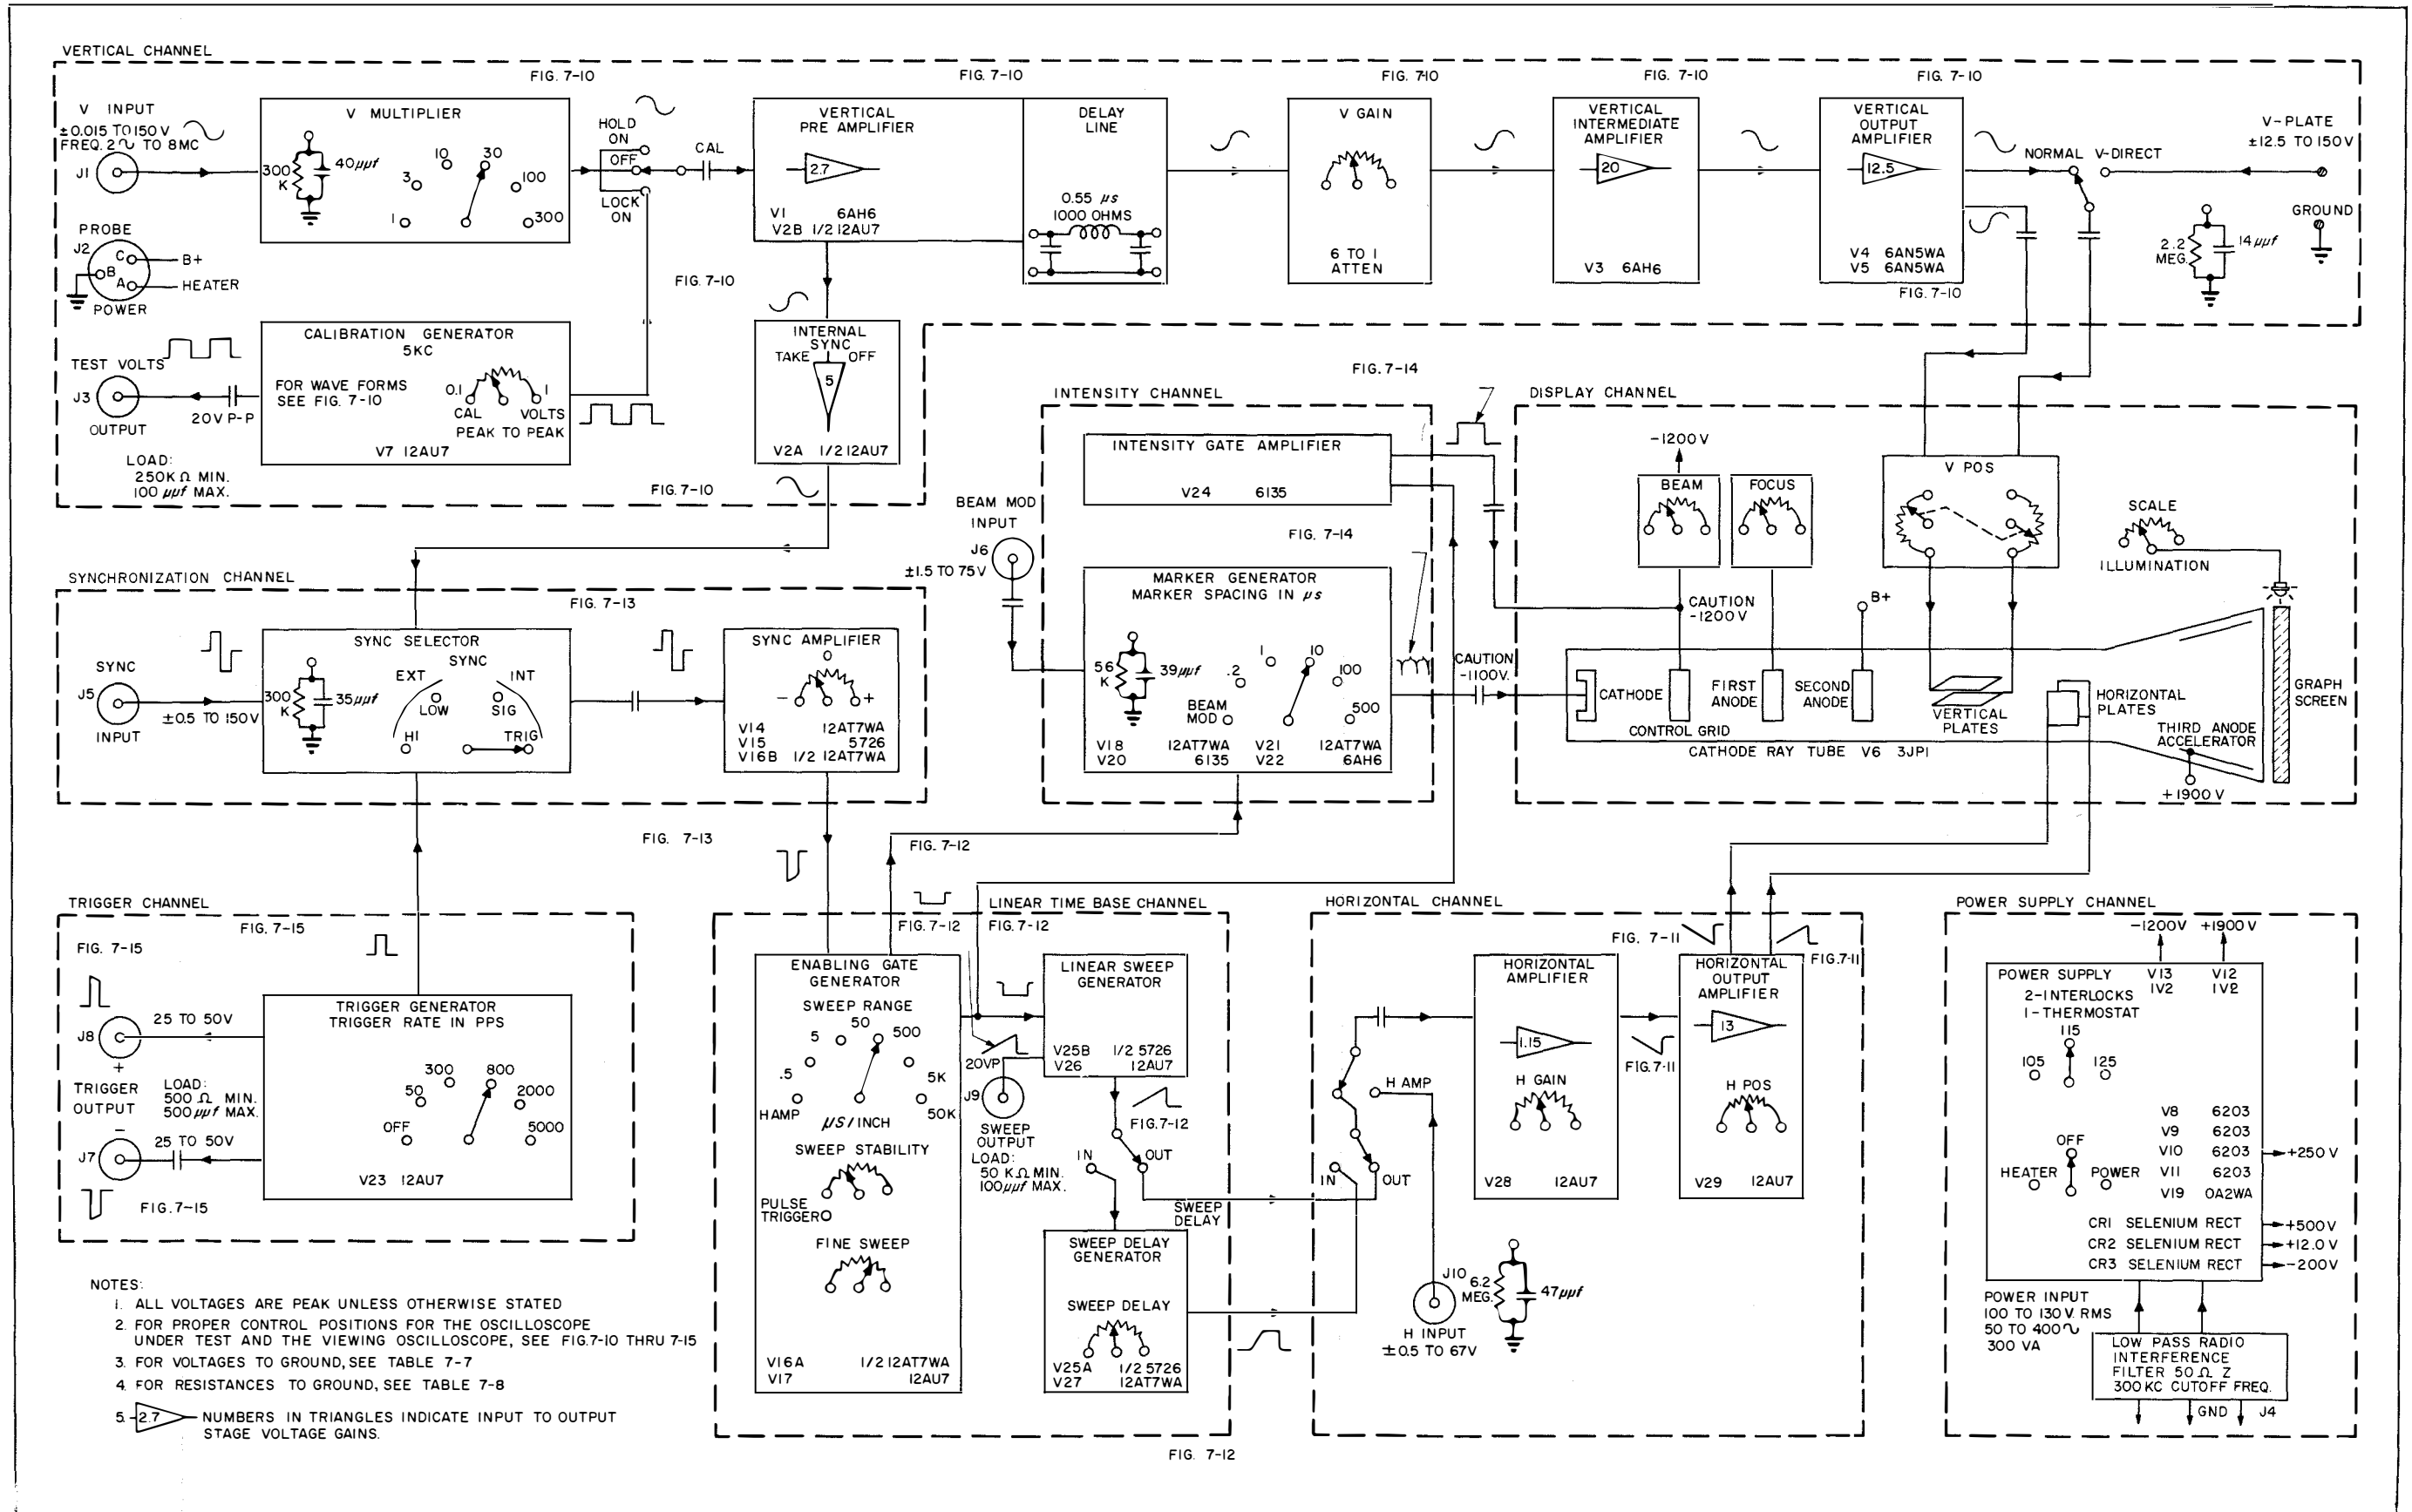 VERTICAL CHANNEL
FIG. 7-10
FIG. 7-10
FIG. 7-10
FIG. 7-10
FIG. 7-10
V INPUT
±0.015 TO 150 V
FREQ. 2∿ TO 8MC
J1
V MULTIPLIER
300
K
40μμf
1
3
10
30
100
300
HOLD
ON
OFF
LOCK
ON
CAL
VERTICAL
PRE AMPLIFIER
2.7
V1 6AH6
V2B 1/2 12AU7
DELAY
LINE
0.55 μs
1000 OHMS
V GAIN
6 TO 1
ATTEN
VERTICAL
INTERMEDIATE
AMPLIFIER
20
V3 6AH6
VERTICAL
OUTPUT
AMPLIFIER
12.5
V4 6AN5WA
V5 6AN5WA
FIG. 7-10
NORMAL V-DIRECT
V-PLATE
±12.5 TO 150 V
GROUND
2.2
MEG.
14μμf
PROBE
J2
C
B
A
B+
HEATER
POWER
FIG. 7-10
TEST VOLTS
J3
OUTPUT
20V P-P
LOAD:
250K Ω MIN.
100 μμf MAX.
CALIBRATION GENERATOR
5KC
FOR WAVE FORMS
SEE FIG. 7-10
0.1
1
CAL VOLTS
PEAK TO PEAK
V7 12AU7
FIG. 7-10
INTERNAL
SYNC
TAKE OFF
5
V2A 1/2 12AU7
FIG. 7-14
INTENSITY CHANNEL
INTENSITY GATE AMPLIFIER
V24 6135
FIG. 7-14
BEAM MOD
INPUT
J6
±1.5 TO 75V
MARKER GENERATOR
MARKER SPACING IN μs
56
K
39μμf
BEAM
MOD
.2
1
10
100
500
V18 12AT7WA V21 12AT7WA
V20 6135 V22 6AH6
CAUTION
-1100V.
DISPLAY CHANNEL
-1200 V
BEAM
FOCUS
V POS
SCALE
ILLUMINATION
CAUTION
-1200V
B+
CATHODE
CONTROL GRID
FIRST
ANODE
SECOND
ANODE
VERTICAL
PLATES
HORIZONTAL
PLATES
THIRD ANODE
ACCELERATOR
+1900 V
GRAPH
SCREEN
CATHODE RAY TUBE V6 3JP1
SYNCHRONIZATION CHANNEL
FIG. 7-13
SYNC
J5
INPUT
±0.5 TO 150V
SYNC SELECTOR
SYNC
EXT INT
LOW SIG
HI TRIG
300
K
35μμf
SYNC AMPLIFIER
O
- +
V14 12AT7WA
V15 5726
V16B 1/2 12AT7WA
FIG. 7-13
FIG. 7-12
TRIGGER CHANNEL
FIG. 7-15
FIG. 7-15
J8
+
25 TO 50V
TRIGGER
OUTPUT
LOAD:
500 Ω MIN.
500μμf MAX.
-
J7
25 TO 50V
FIG. 7-15
TRIGGER GENERATOR
TRIGGER RATE IN PPS
OFF
50
300
800
2000
5000
V23 12AU7
LINEAR TIME BASE CHANNEL
FIG. 7-12
FIG. 7-12
ENABLING GATE
GENERATOR
SWEEP RANGE
H AMP
.5
5
50
500
5K
50K
μS/INCH
SWEEP STABILITY
PULSE
TRIGGER
FINE SWEEP
V16A 1/2 12AT7WA
V17 12AU7
20VP
J9
SWEEP
OUTPUT
LOAD:
50 KΩ MIN.
100μμf MAX.
LINEAR SWEEP
GENERATOR
V25B 1/2 5726
V26 12AU7
FIG. 7-12
IN
OUT
SWEEP
DELAY
SWEEP DELAY
GENERATOR
SWEEP DELAY
V25A 1/2 5726
V27 12AT7WA
FIG. 7-12
HORIZONTAL CHANNEL
H AMP
IN
OUT
J10
H INPUT
±0.5 TO 67V
6.2
MEG.
47μμf
HORIZONTAL
AMPLIFIER
1.15
H GAIN
V28 12AU7
FIG. 7-11
FIG. 7-11
FIG. 7-11
HORIZONTAL
OUTPUT
AMPLIFIER
13
H POS
V29 12AU7
POWER SUPPLY CHANNEL
-1200V +1900 V
POWER SUPPLY V13 V12
1V2 1V2
2-INTERLOCKS
1-THERMOSTAT
115
105 125
OFF
HEATER POWER
V8 6203
V9 6203
V10 6203
V11 6203
V19 OA2WA
+250 V
CR1 SELENIUM RECT +500V
CR2 SELENIUM RECT +12.0 V
CR3 SELENIUM RECT -200V
POWER INPUT
100 TO 130 V. RMS
50 TO 400∿
300 VA
LOW PASS RADIO
INTERFERENCE
FILTER 50 Ω Z
300 KC CUTOFF FREQ.
GND J4
NOTES:
1. ALL VOLTAGES ARE PEAK UNLESS OTHERWISE STATED
2. FOR PROPER CONTROL POSITIONS FOR THE OSCILLOSCOPE
UNDER TEST AND THE VIEWING OSCILLOSCOPE, SEE FIG.7-10 THRU 7-15
3. FOR VOLTAGES TO GROUND, SEE TABLE 7-7
4. FOR RESISTANCES TO GROUND, SEE TABLE 7-8
5. 2.7 NUMBERS IN TRIANGLES INDICATE INPUT TO OUTPUT
STAGE VOLTAGE GAINS.